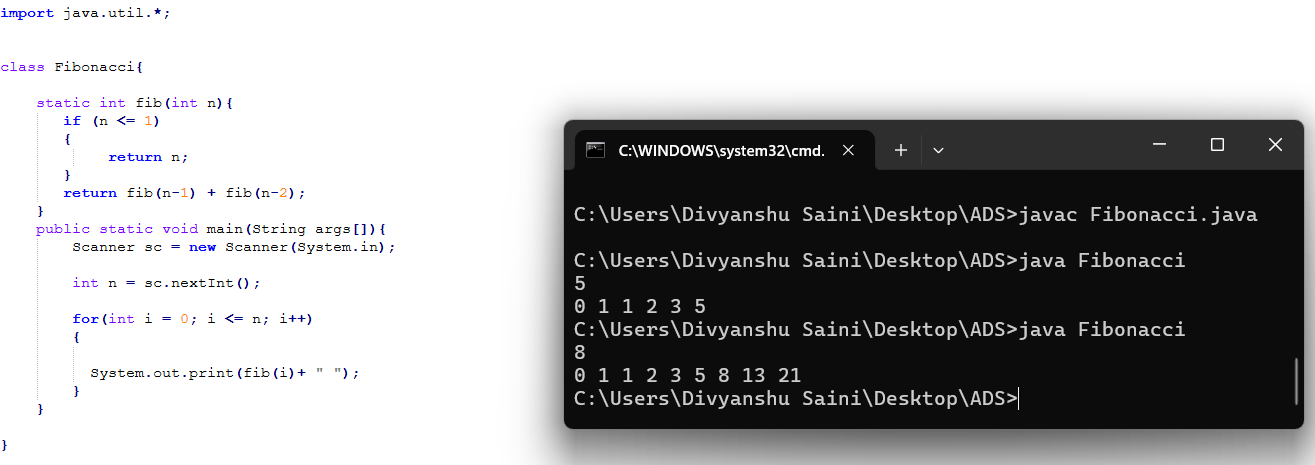 import java.util.*;
class Fibonacci{
static int fib(int n){
if (n <= 1)
{
return n;
}
return fib(n-1) + fib(n-2);
}
public static void main(String args[]){
Scanner sc = new Scanner(System.in);
int n = sc.nextInt();
for(int i = 0; i <= n; i++)
{
System.out.print(fib(i)+ " ");
}
}
}
C:\WINDOWS\system32\cmd.
C:\Users\Divyanshu Saini\Desktop\ADS>javac Fibonacci.java
C:\Users\Divyanshu Saini\Desktop\ADS>java Fibonacci
5
0 1 1 2 3 5
C:\Users\Divyanshu Saini\Desktop\ADS>java Fibonacci
8
0 1 1 2 3 5 8 13 21
C:\Users\Divyanshu Saini\Desktop\ADS>